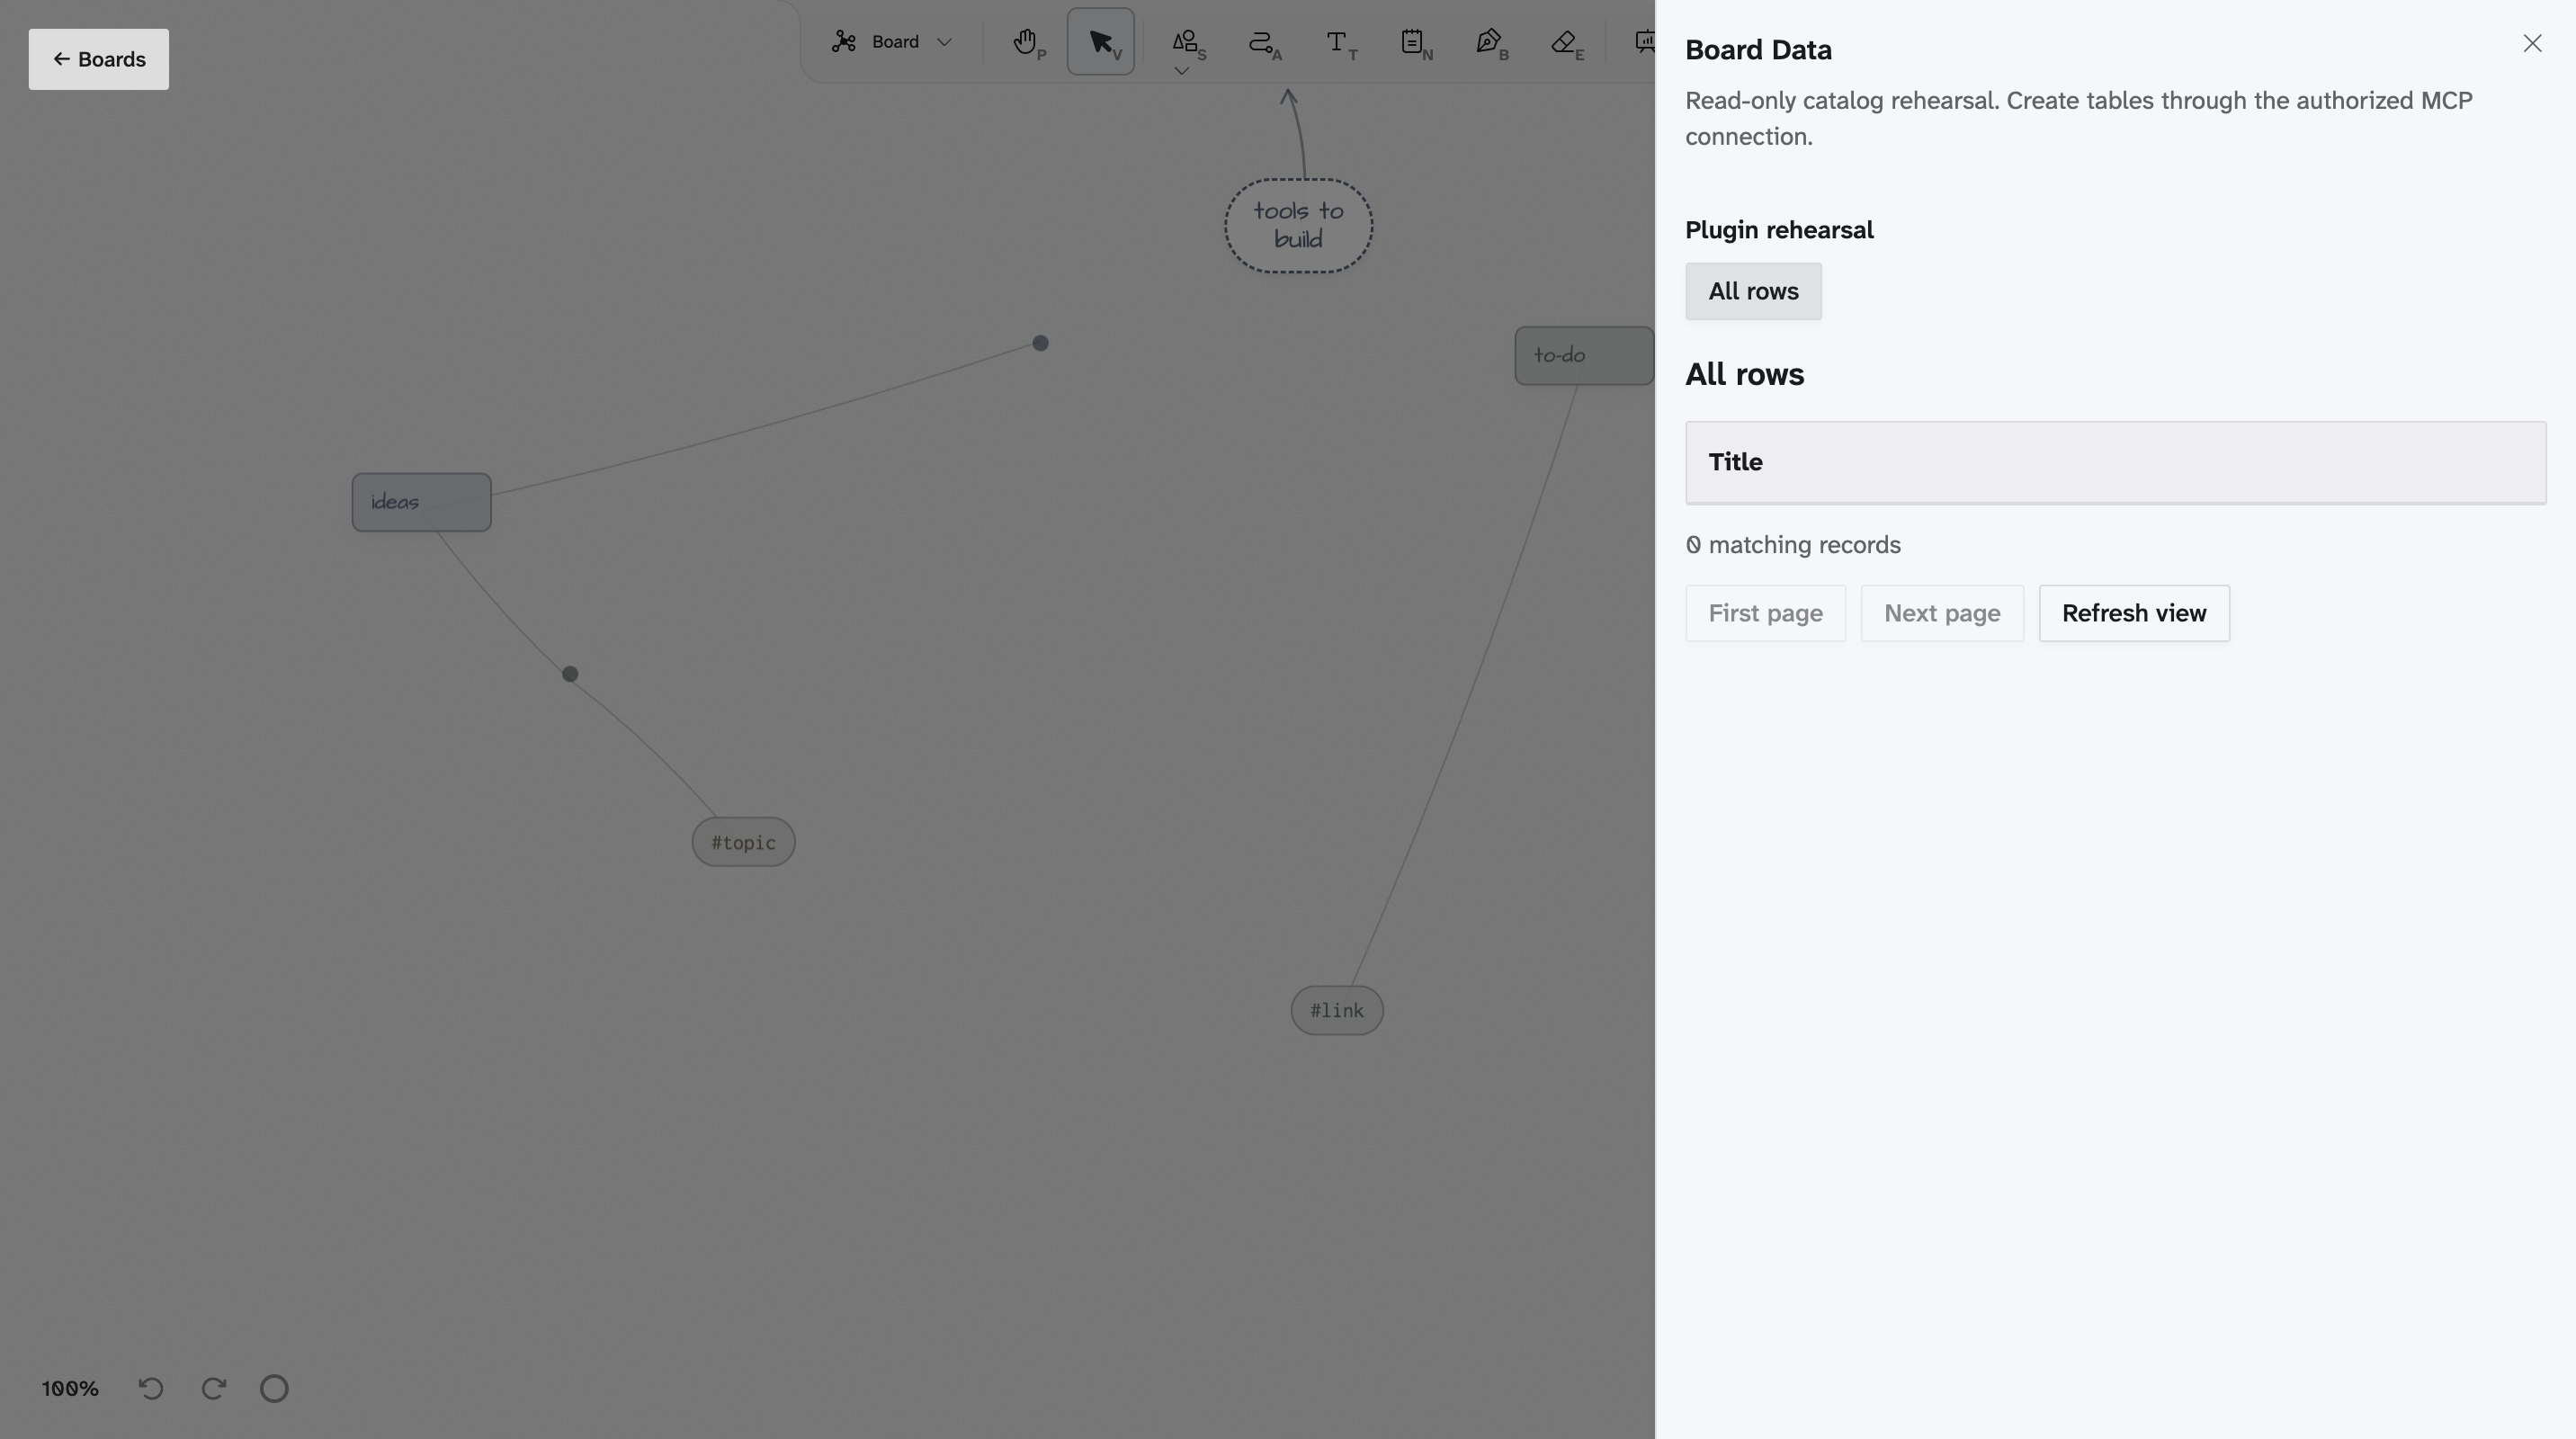 ← Boards
Board
P
V
S
A
T
N
B
E
tools to
build
to-do
ideas
#topic
#link
100%
Board Data
Read-only catalog rehearsal. Create tables through the authorized MCP
connection.
Plugin rehearsal
All rows
All rows
Title
0 matching records
First page
Next page
Refresh view